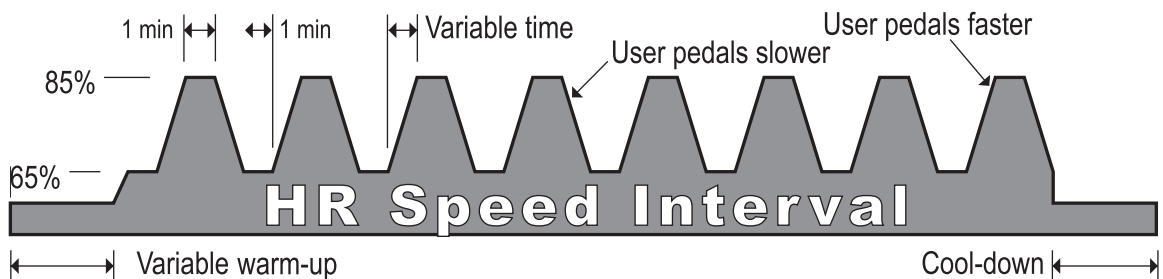 1 min
1 min
Variable time
User pedals slower
User pedals faster
85%
65%
HR Speed Interval
Variable warm-up
Cool-down